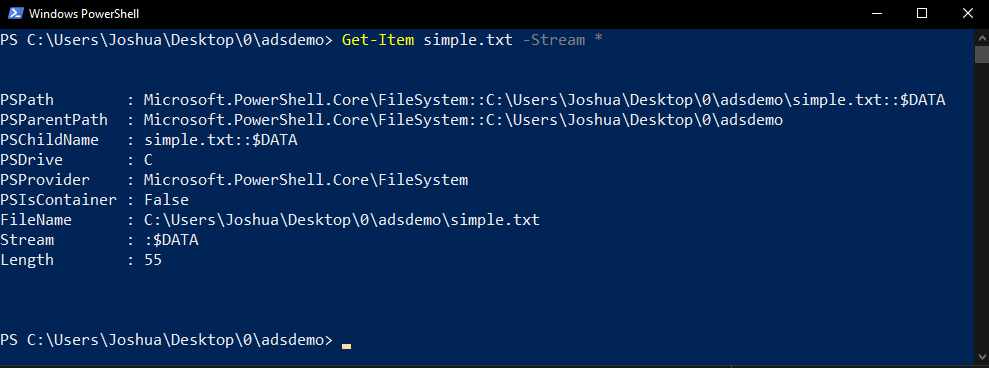 Windows PowerShell
PS C:\Users\Joshua\Desktop\0\adsdemo> Get-Item simple.txt -Stream *
PSPath        : Microsoft.PowerShell.Core\FileSystem::C:\Users\Joshua\Desktop\0\adsdemo\simple.txt::$DATA
PSParentPath  : Microsoft.PowerShell.Core\FileSystem::C:\Users\Joshua\Desktop\0\adsdemo
PSChildName   : simple.txt::$DATA
PSDrive       : C
PSProvider    : Microsoft.PowerShell.Core\FileSystem
PSIsContainer : False
FileName      : C:\Users\Joshua\Desktop\0\adsdemo\simple.txt
Stream        : :$DATA
Length        : 55
PS C:\Users\Joshua\Desktop\0\adsdemo>